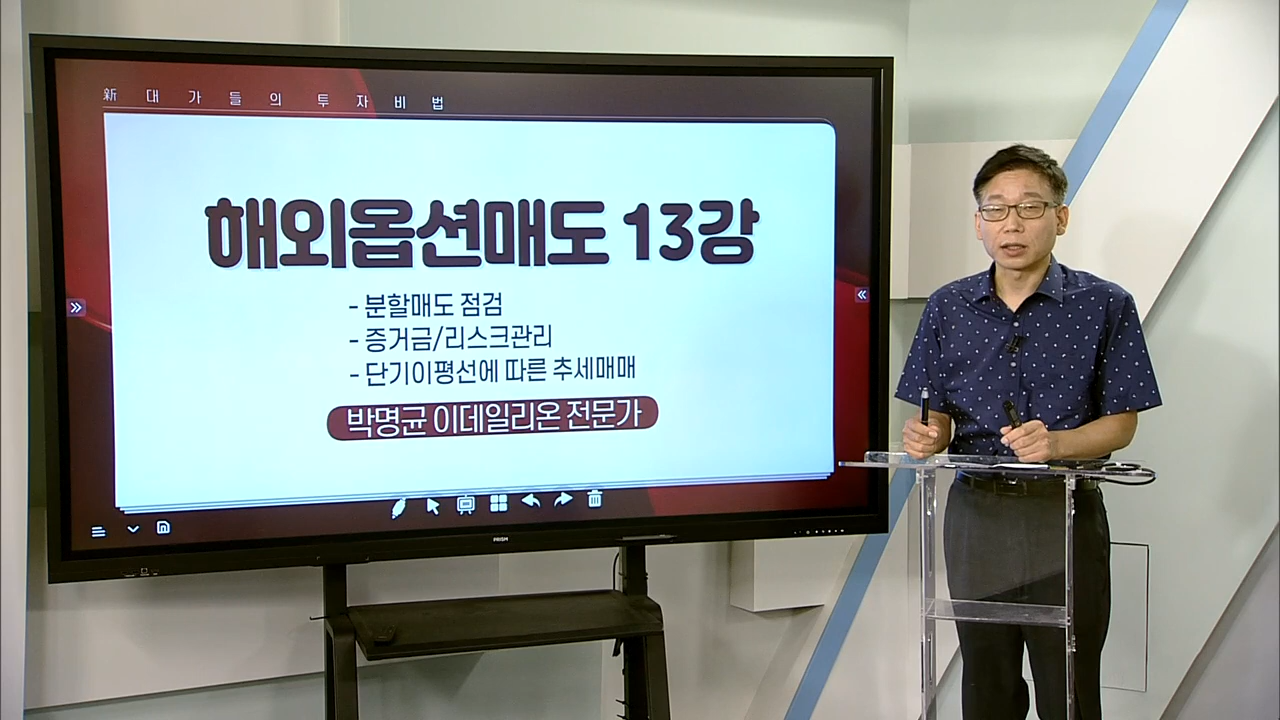 新 대 가 들 의 투 자 비 법
해외옵션매도 13강
- 분할매도 점검
- 증거금/리스크관리
- 단기이평선에 따른 추세매매
박명균 이데일리온 전문가
PRISM